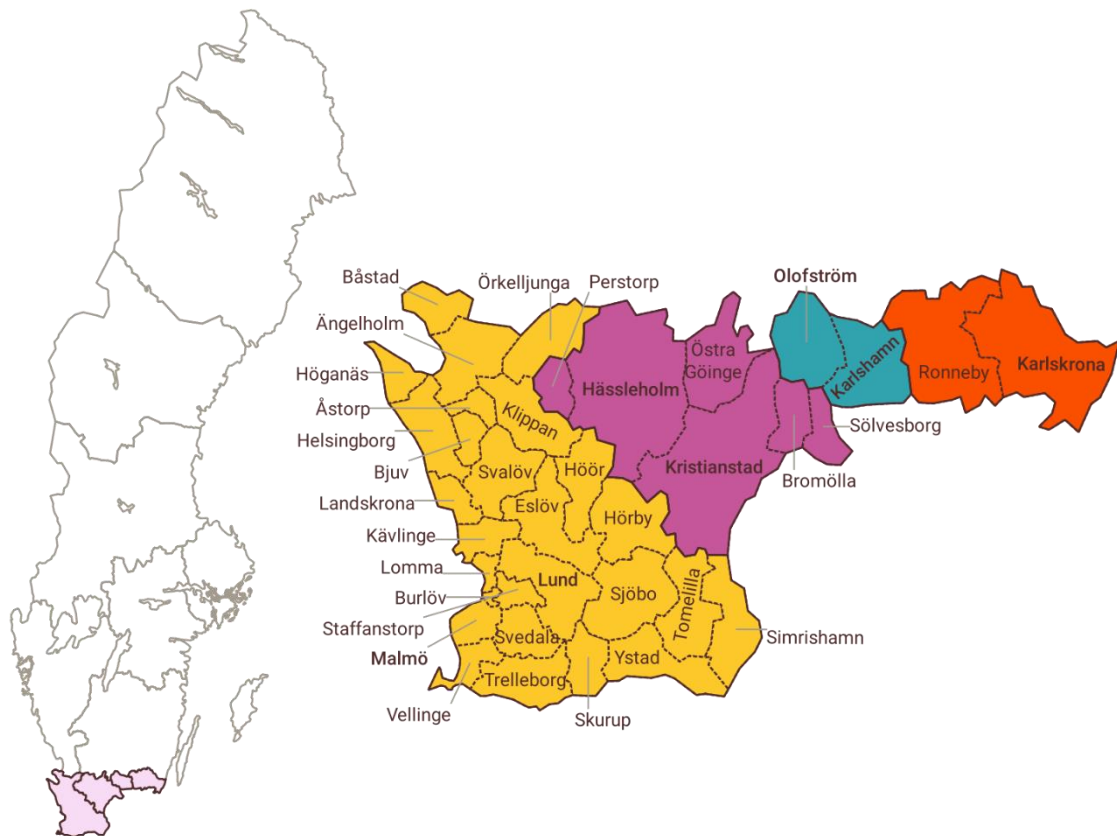 Båstad
Örkelljunga
Perstorp
Olofström
Ängelholm
Östra
Göinge
Höganäs
Hässleholm
Karlshamn
Ronneby
Karlskrona
Åstorp
Klippan
Helsingborg
Sölvesborg
Bjuv
Svalöv
Höör
Kristianstad
Bromölla
Landskrona
Eslöv
Hörby
Kävlinge
Lomma
Lund
Burlöv
Sjöbo
Tomelilla
Staffanstorp
Simrishamn
Malmö
Svedala
Ystad
Trelleborg
Vellinge
Skurup